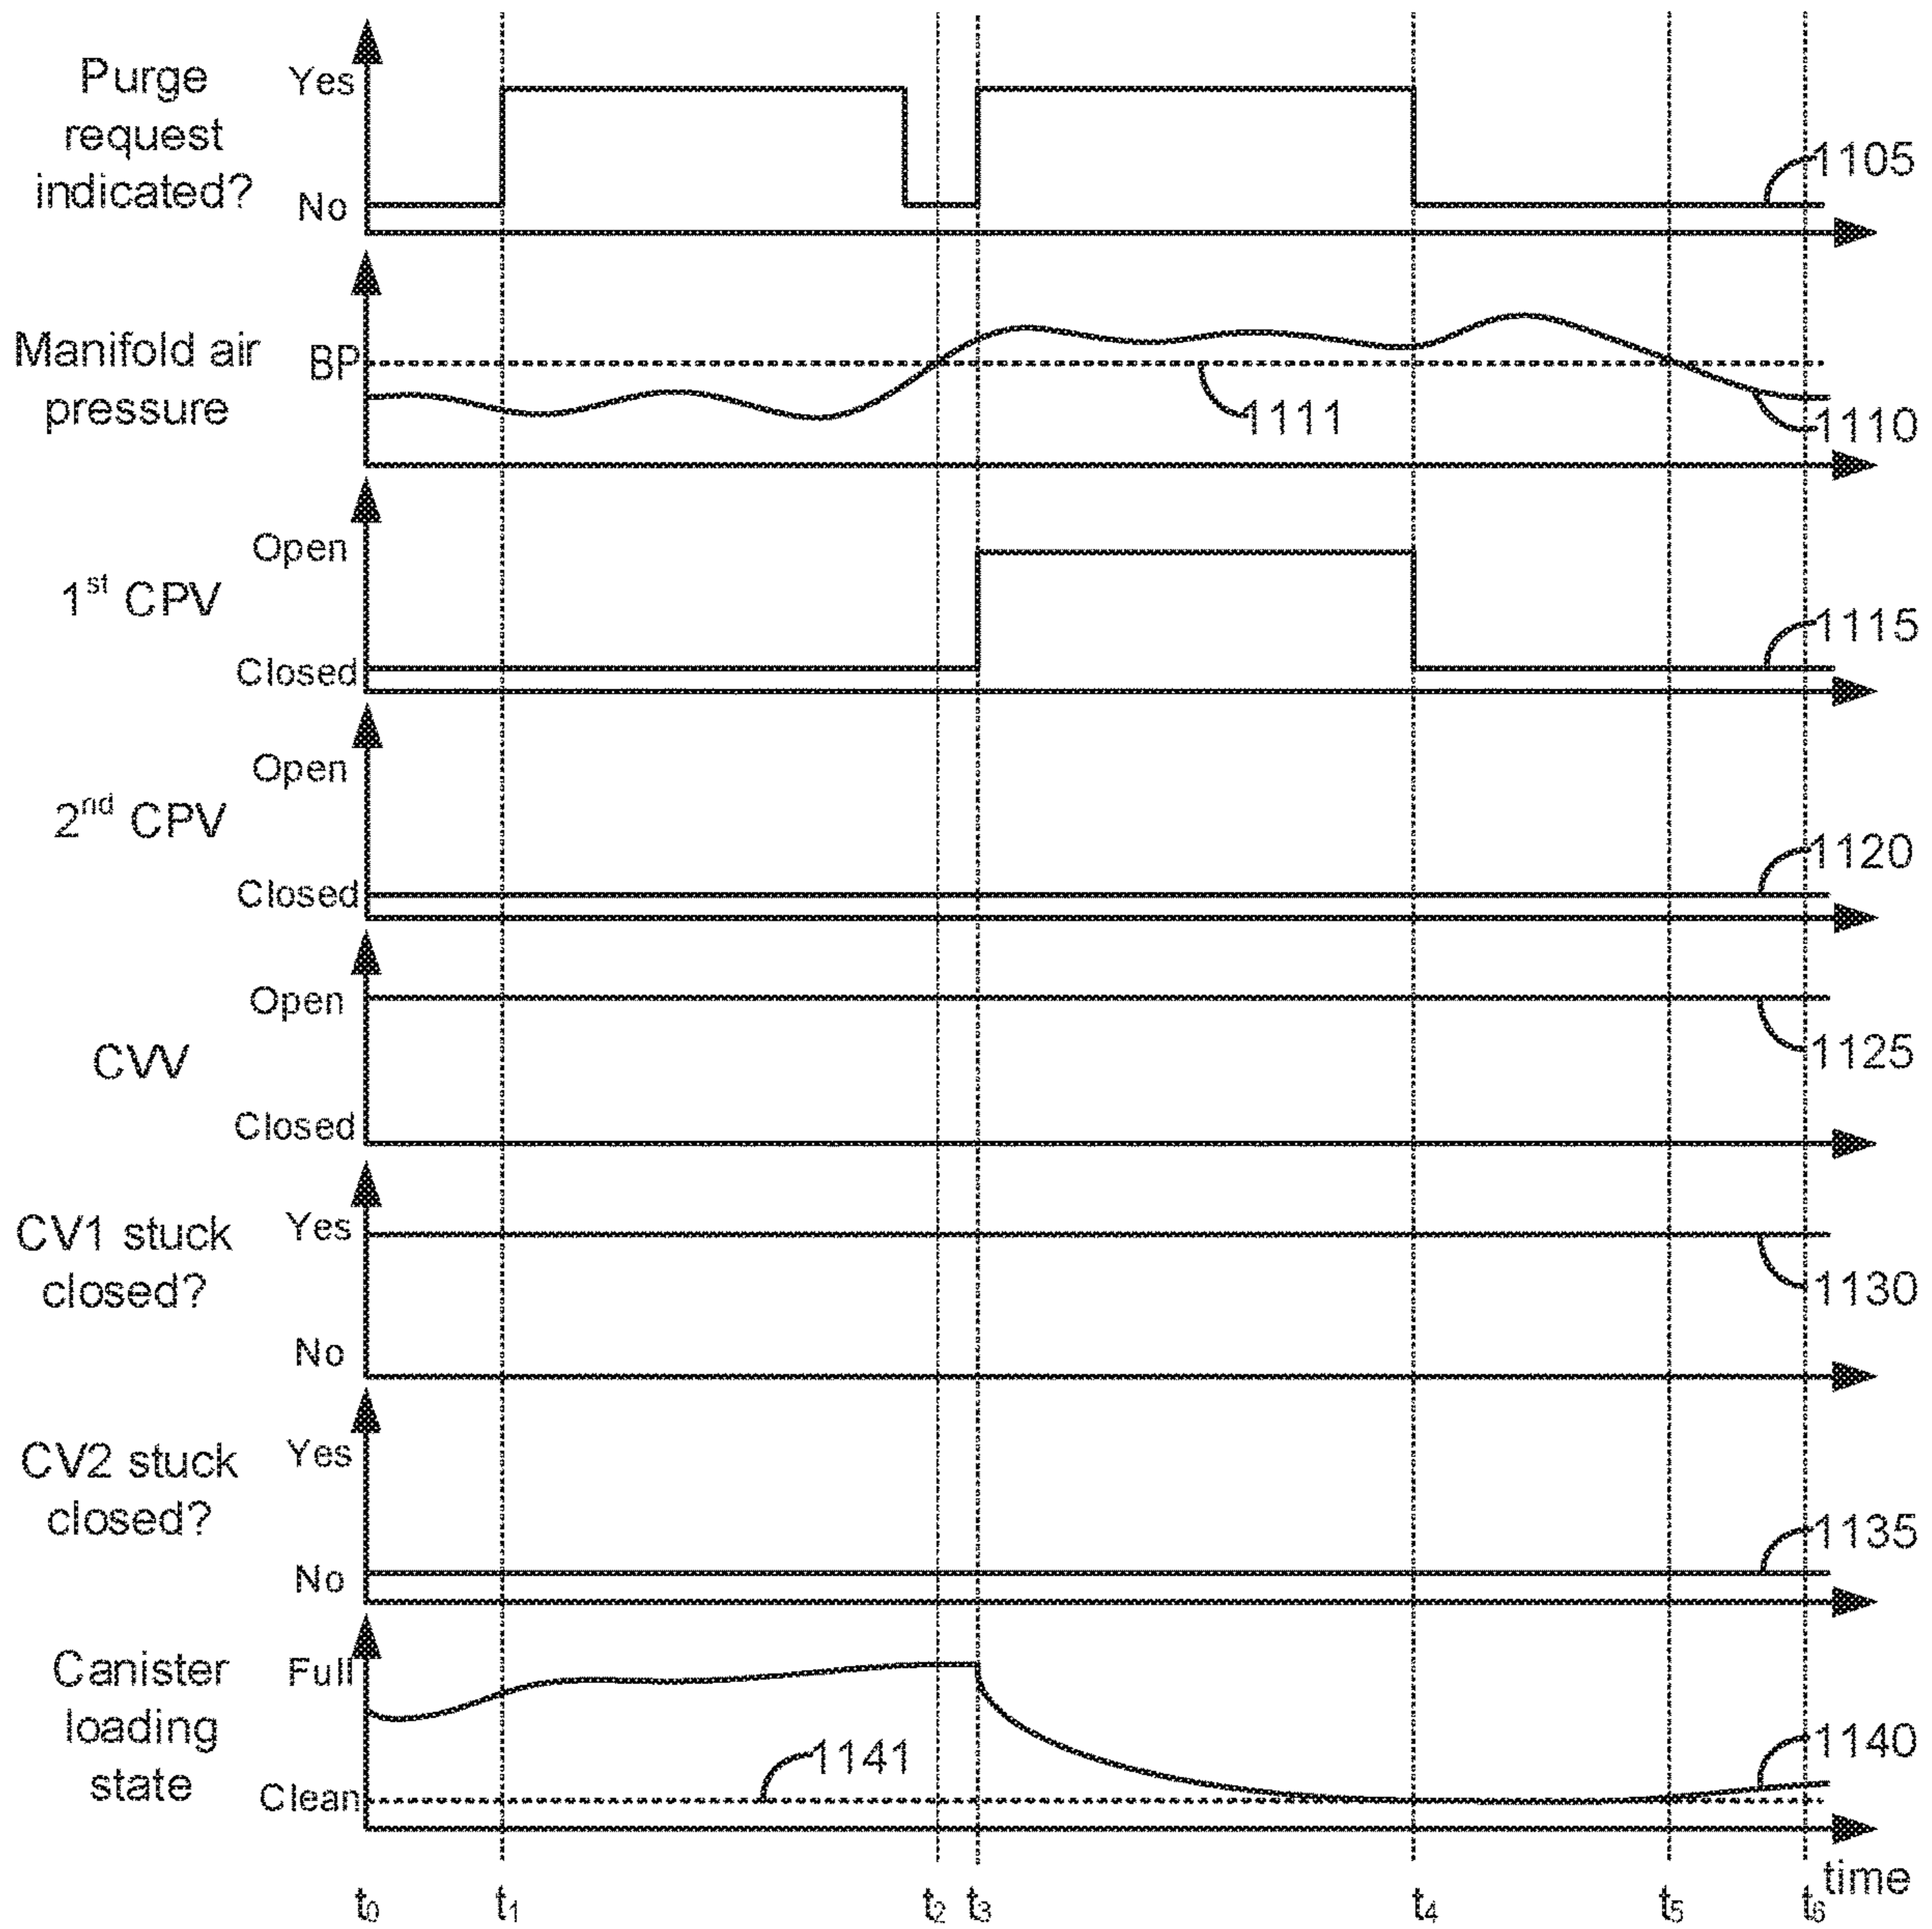 Purge
request
indicated?
Yes
No
1105
Manifold air
pressure
BP
1111
1110
1st CPV
Open
Closed
1115
2nd CPV
Open
Closed
1120
CVV
Open
Closed
1125
CV1 stuck
closed?
Yes
No
1130
CV2 stuck
closed?
Yes
No
1135
Canister
loading
state
Full
Clean
1141
1140
time
t0 t1 t2 t3 t4 t5 t6